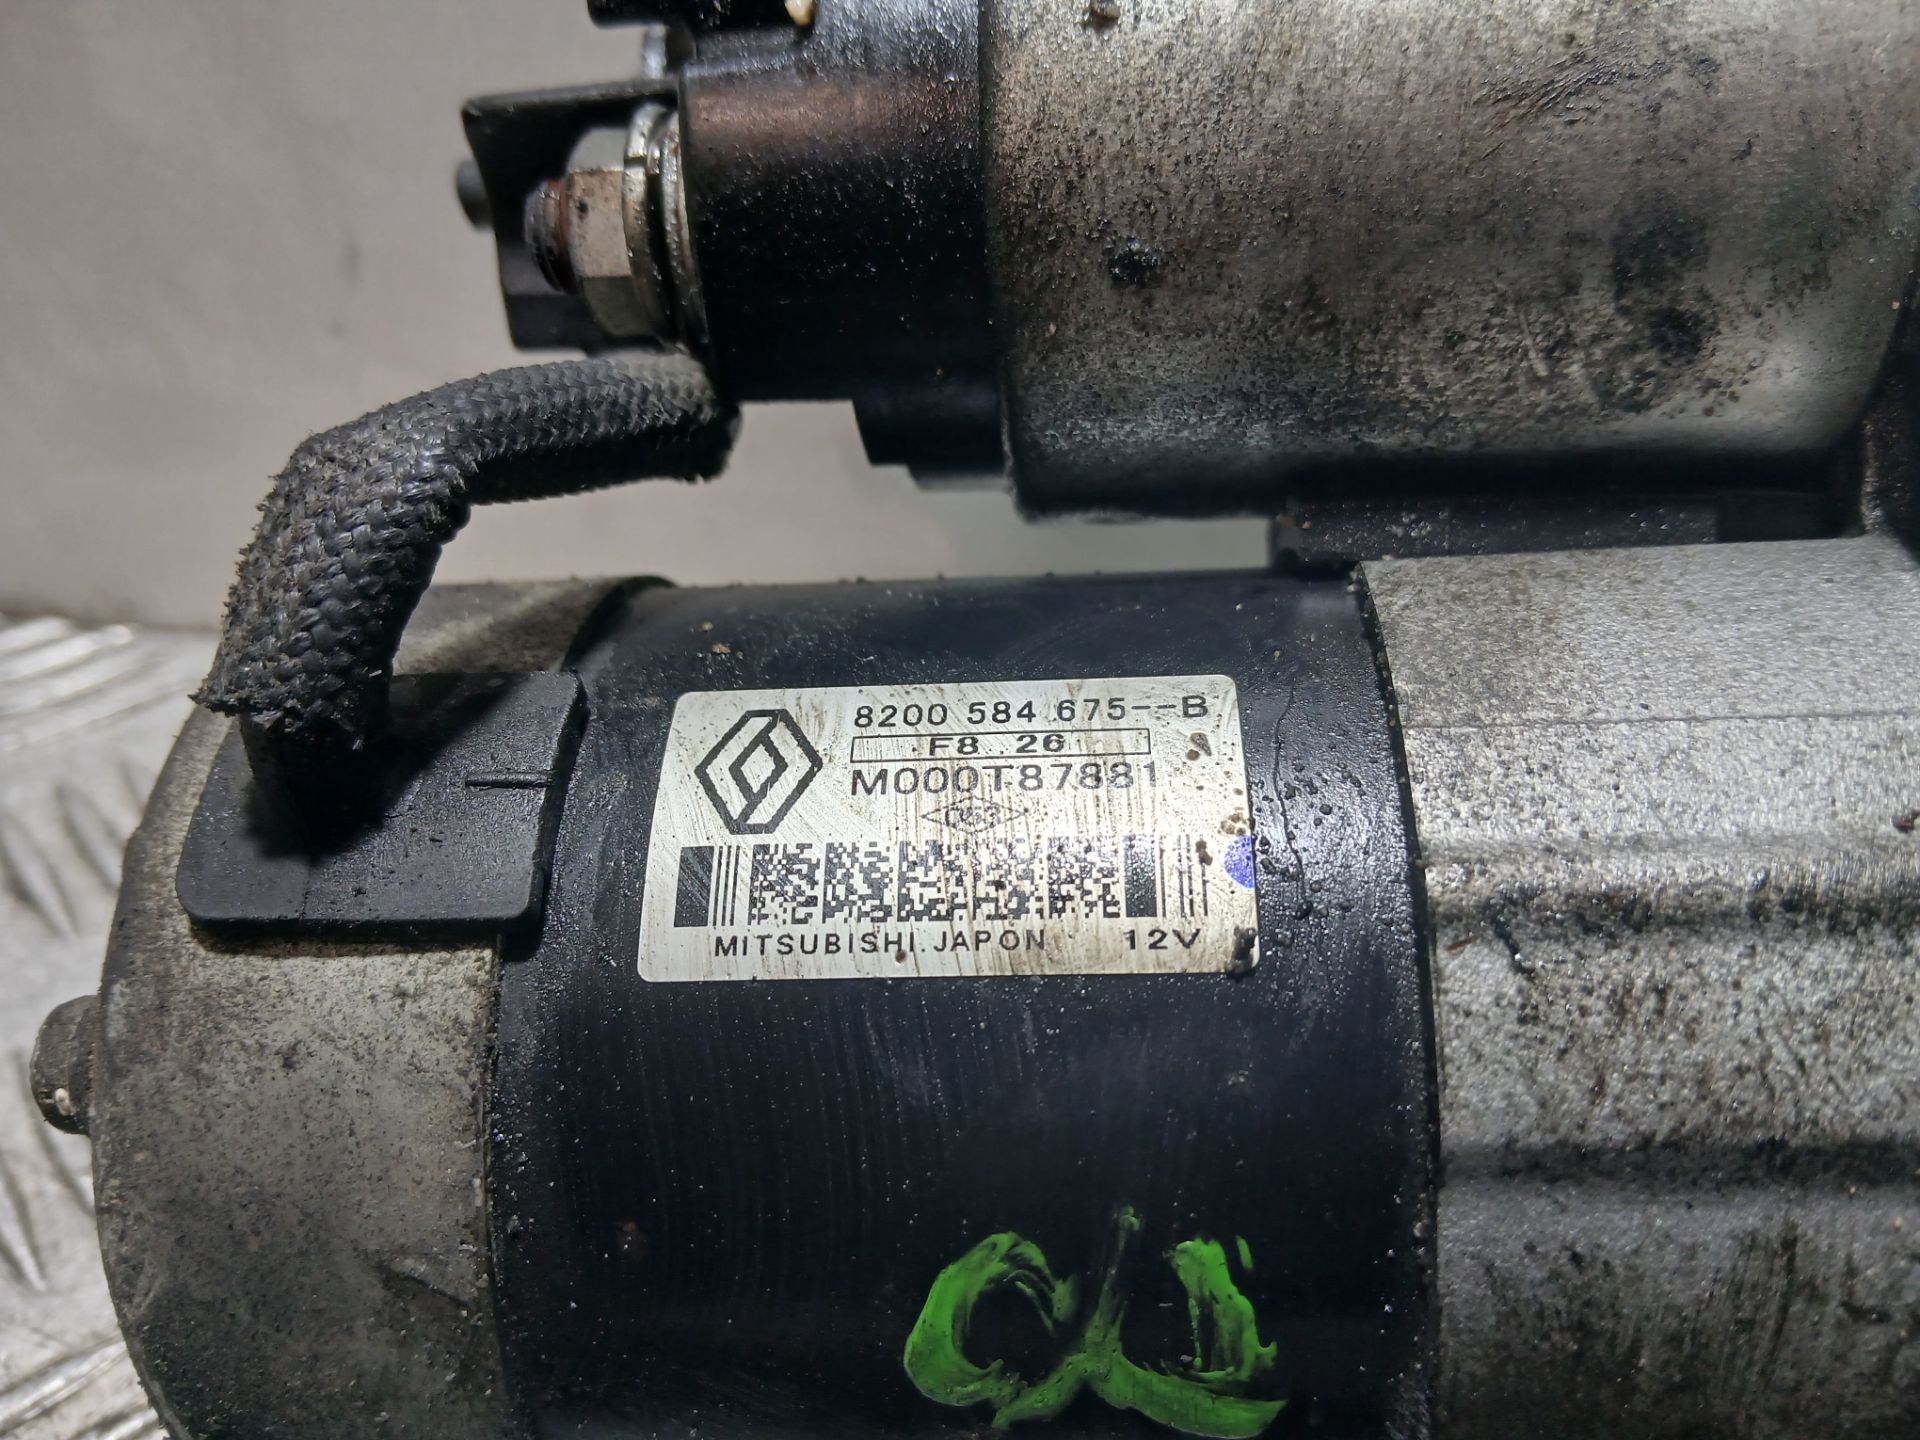 8200 584 675--B
F8 26
M000T87881
MITSUBISHI.JAPON 12V